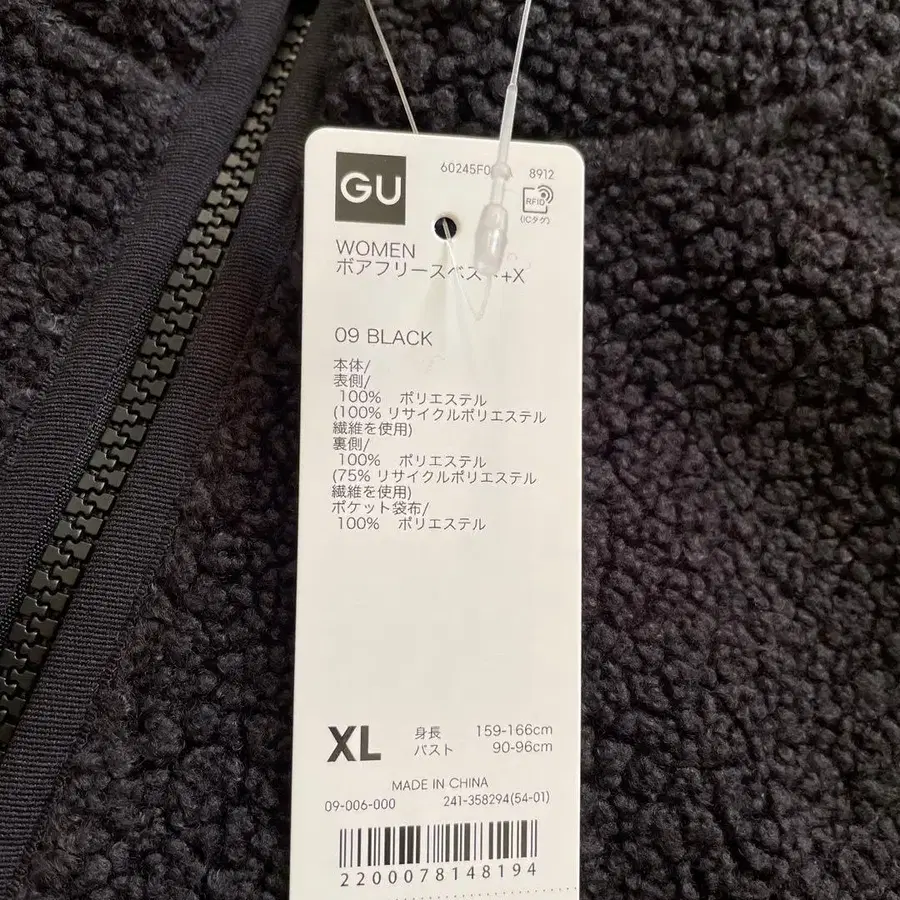 GU
8912
RFID
(ICタグ)
WOMEN
ボアフリースベスト+X
09 BLACK
本体/
表側/
100% ポリエステル
(100% リサイクルポリエステル
繊維を使用)
裏側/
100% ポリエステル
(75% リサイクルポリエステル
繊維を使用)
ポケット袋布/
100% ポリエステル
XL 身長 159-166cm
バスト 90-96cm
MADE IN CHINA
09-006-000 241-358294(54-01)
2200078148194